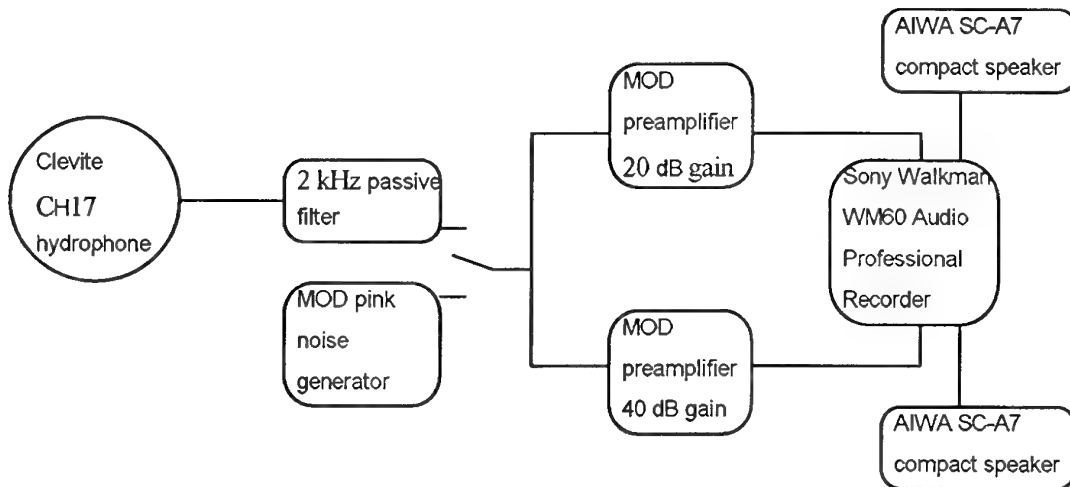 Clevite
CH17
hydrophone
2 kHz passive
filter
MOD pink
noise
generator
MOD
preamplifier
20 dB gain
MOD
preamplifier
40 dB gain
AIWA SC-A7
compact speaker
Sony Walkman
WM60 Audio
Professional
Recorder
AIWA SC-A7
compact speaker